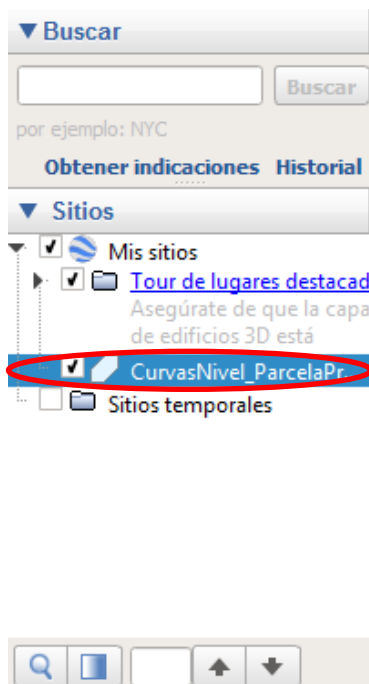 Buscar
Buscar
por ejemplo: NYC
Obtener indicaciones Historial
Sitios
Mis sitios
Tour de lugares destacad
Asegúrate de que la capa
de edificios 3D está
CurvasNivel_ParcelaPr...
Sitios temporales